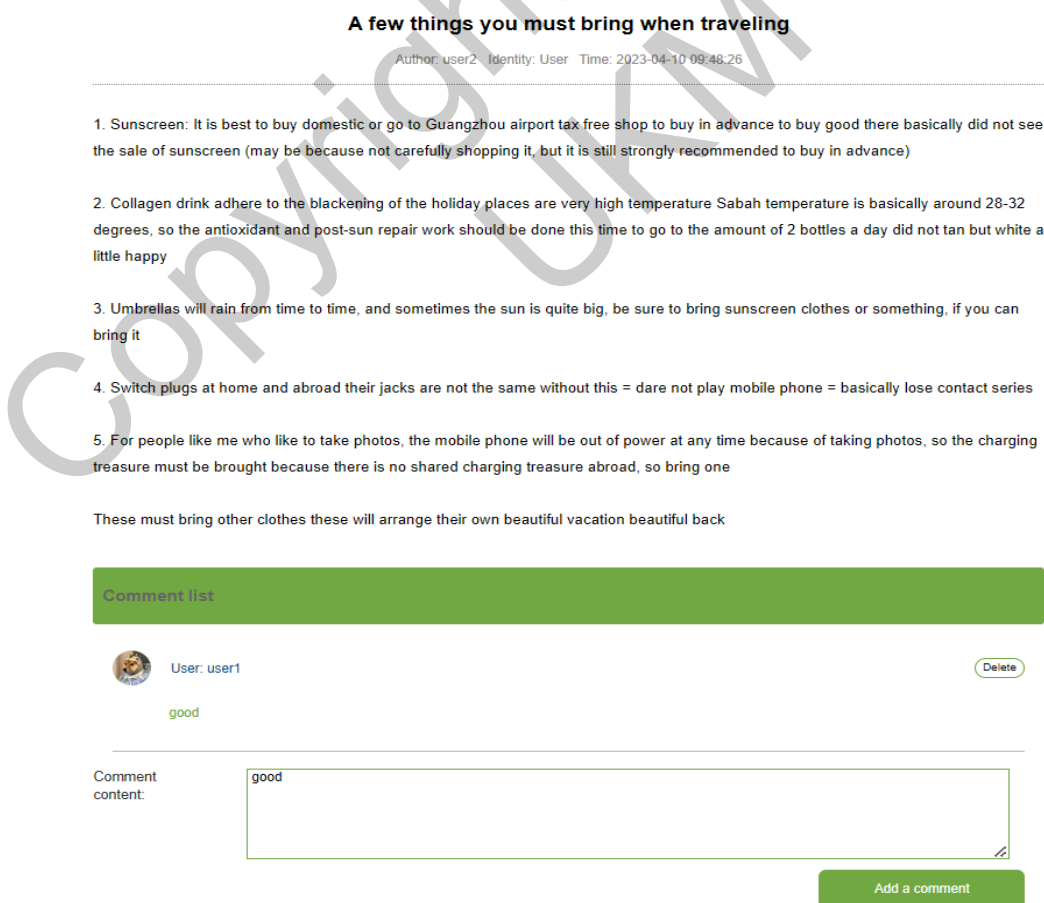 A few things you must bring when traveling
Author: user2 Identity: User Time: 2023-04-10 09:48:26
1. Sunscreen: It is best to buy domestic or go to Guangzhou airport tax free shop to buy in advance to buy good there basically did not see
the sale of sunscreen (may be because not carefully shopping it, but it is still strongly recommended to buy in advance)
2. Collagen drink adhere to the blackening of the holiday places are very high temperature Sabah temperature is basically around 28-32
degrees, so the antioxidant and post-sun repair work should be done this time to go to the amount of 2 bottles a day did not tan but white a
little happy
3. Umbrellas will rain from time to time, and sometimes the sun is quite big, be sure to bring sunscreen clothes or something, if you can
bring it
4. Switch plugs at home and abroad their jacks are not the same without this = dare not play mobile phone = basically lose contact series
5. For people like me who like to take photos, the mobile phone will be out of power at any time because of taking photos, so the charging
treasure must be brought because there is no shared charging treasure abroad, so bring one
These must bring other clothes these will arrange their own beautiful vacation beautiful back
Comment list
User: user1
Delete
good
Comment
content:
good
Add a comment
Copyright
UKM